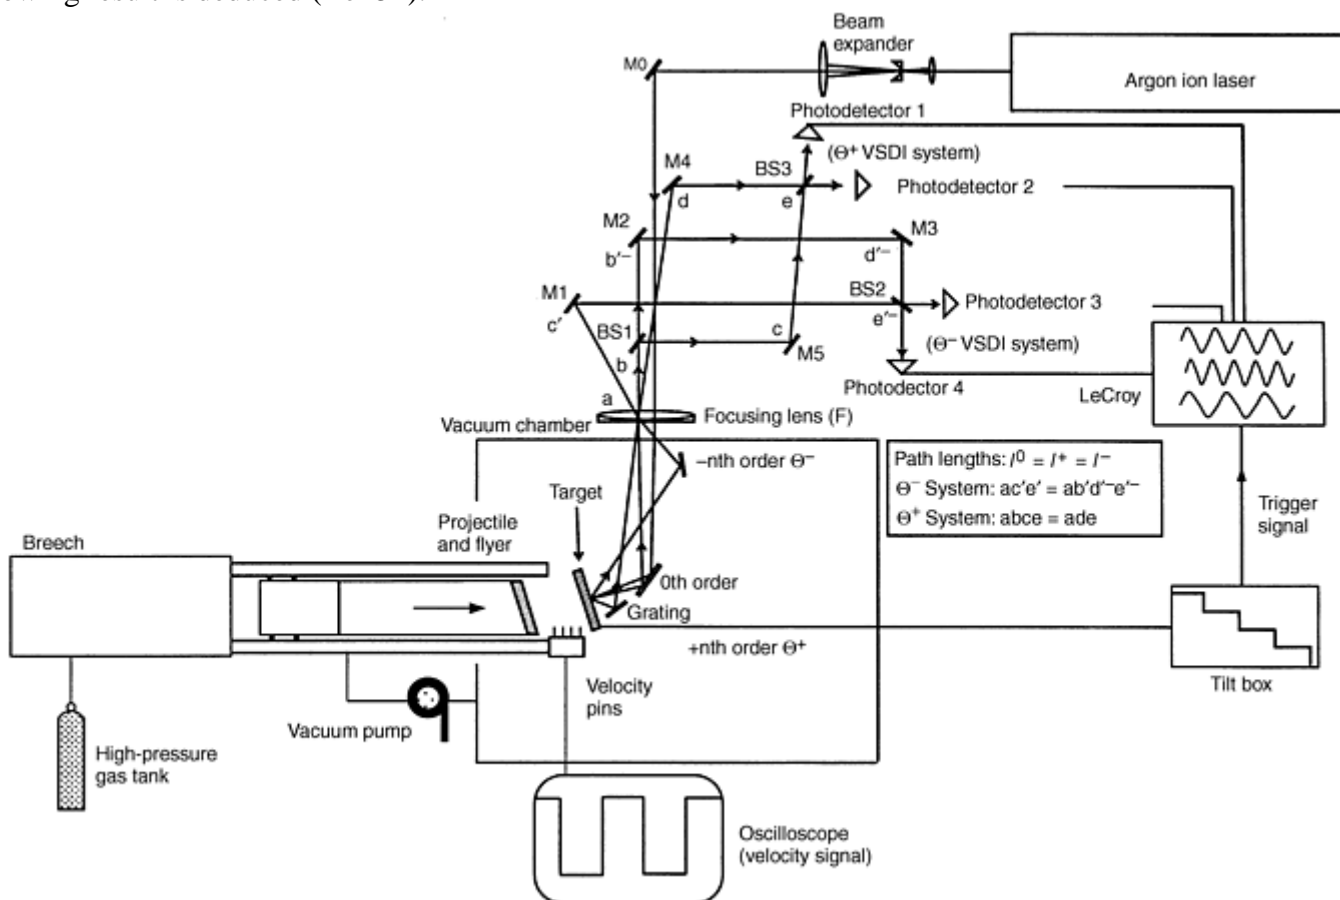 Beam
expander
M0
Argon ion laser
Photodetector 1
(Θ⁺ VSDI system)
M4
BS3
Photodetector 2
d
e
M2
M3
b'⁻
d'⁻
M1
BS2
Photodetector 3
c'
e'⁻
BS1
c
M5
(Θ⁻ VSDI system)
b
Photodector 4
LeCroy
a
Focusing lens (F)
Vacuum chamber
–nth order Θ⁻
Path lengths: l⁰ = l⁺ = l⁻
Θ⁻ System: ac'e' = ab'd'⁻e'⁻
Θ⁺ System: abce = ade
Target
Trigger
signal
Projectile
and flyer
Breech
0th order
Grating
+nth order Θ⁺
Tilt box
Velocity
pins
Vacuum pump
High-pressure
gas tank
Oscilloscope
(velocity signal)